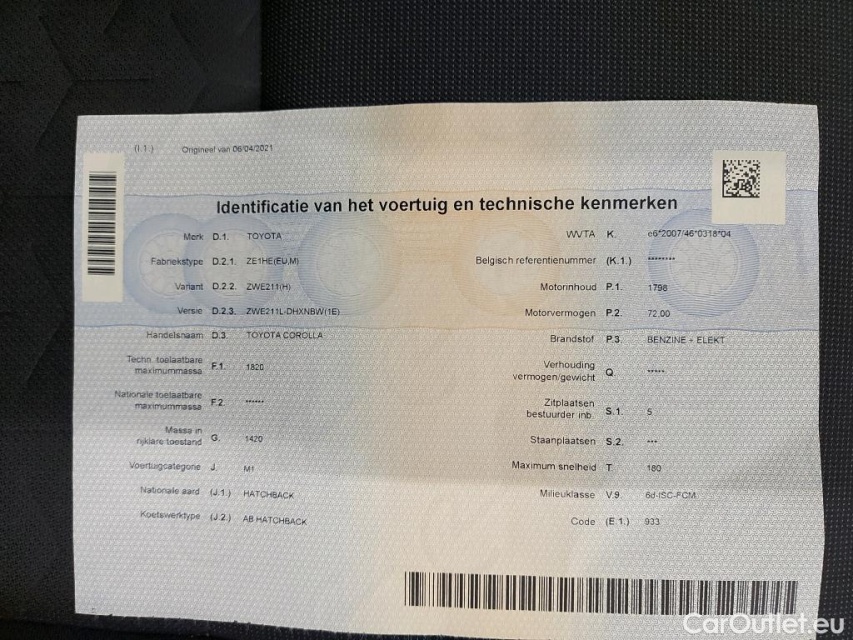 (I.1.) Origineel van 06/04/2021
Identificatie van het voertuig en technische kenmerken
Merk D.1. TOYOTA
Fabriekstype D.2.1. ZE1HE(EU,M)
Variant D.2.2. ZWE211(H)
Versie D.2.3. ZWE211L-DHXNBW(1E)
Handelsnaam D.3. TOYOTA COROLLA
Techn. toelaatbare
maximummassa F.1. 1820
Nationale toelaatbare
maximummassa F.2. ******
Massa in
rijklare toestand G. 1420
Voertuigcategorie J. M1
Nationale aard (J.1.) HATCHBACK
Koetswerktype (J.2.) AB HATCHBACK
WVTA K. e6*2007/46*0318*04
Belgisch referentienummer (K.1.) ********
Motorinhoud P.1. 1798
Motorvermogen P.2. 72,00
Brandstof P.3. BENZINE - ELEKT
Verhouding
vermogen/gewicht Q. *****
Zitplaatsen
bestuurder inb. S.1. 5
Staanplaatsen S.2. ***
Maximum snelheid T. 180
Milieuklasse V.9. 6d-ISC-FCM
Code (E.1.) 933
CarOutlet.eu